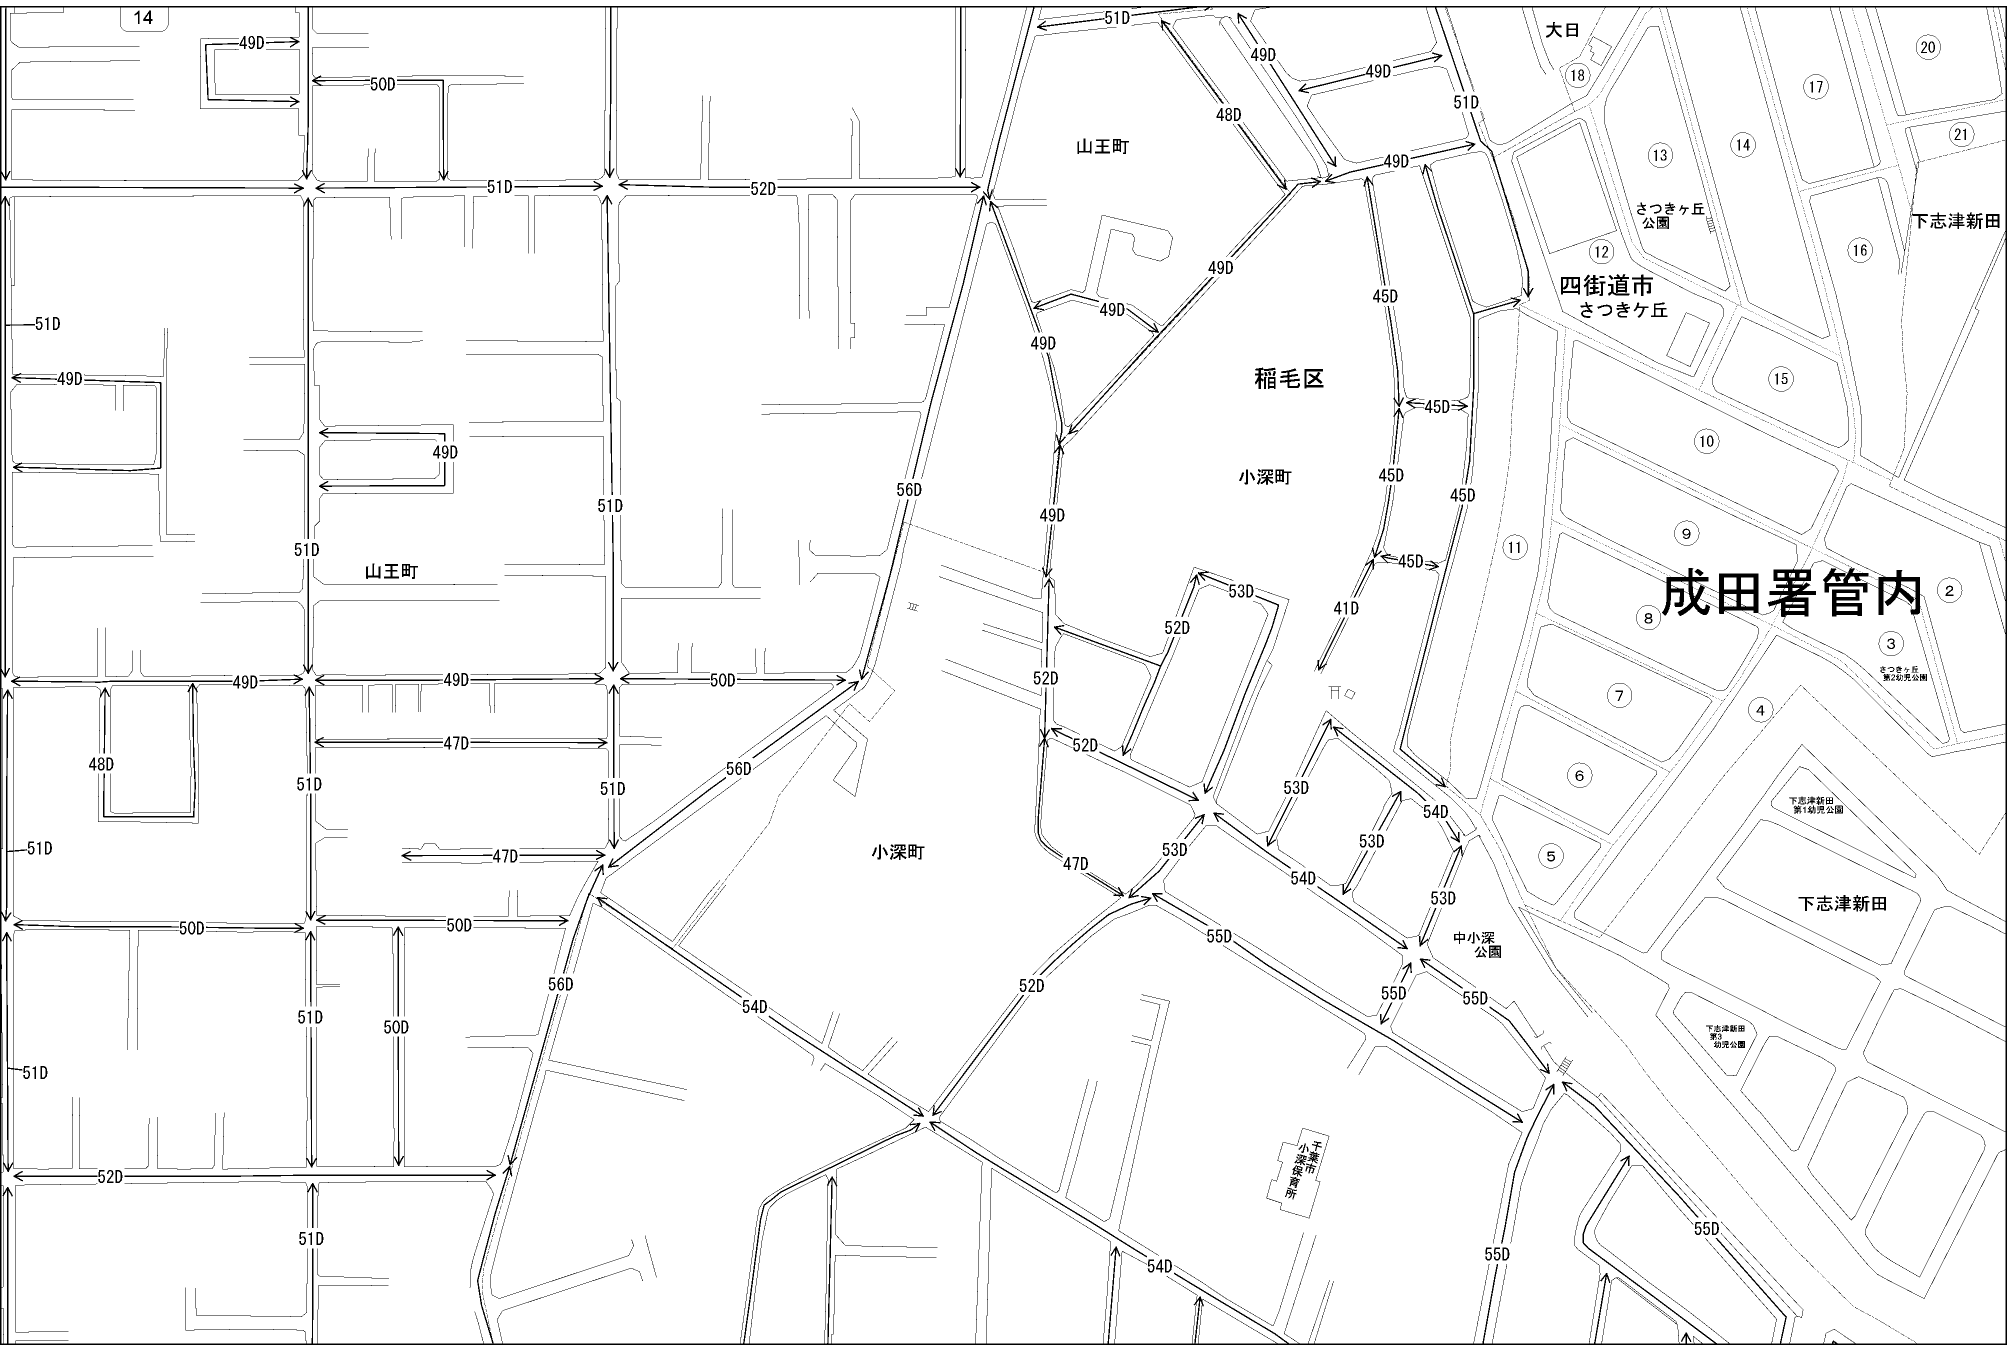 14
51D
大日
20
49D
49D
18
49D
17
50D
51D
48D
21
14
山王町
13
49D
51D
52D
さつきヶ丘
公園
下志津新田
16
12
49D
四街道市
さつきケ丘
45D
49D
51D
49D
稲毛区
15
49D
45D
10
49D
小深町
45D
45D
56D
51D
49D
9
51D
11
45D
山王町
成田署管内
2
53D
41D
8
52D
3
さつきヶ丘
第2幼児公園
49D
49D
50D
52D
7
4
47D
52D
48D
56D
6
51D
51D
53D
下志津新田
第1幼児公園
54D
51D
47D
小深町
53D
47D
53D
5
54D
53D
下志津新田
50D
50D
55D
中小深
公園
56D
52D
55D
55D
54D
51D
50D
下志津新田
第3
幼児公園
51D
千葉市
小深保育所
52D
51D
55D
55D
54D